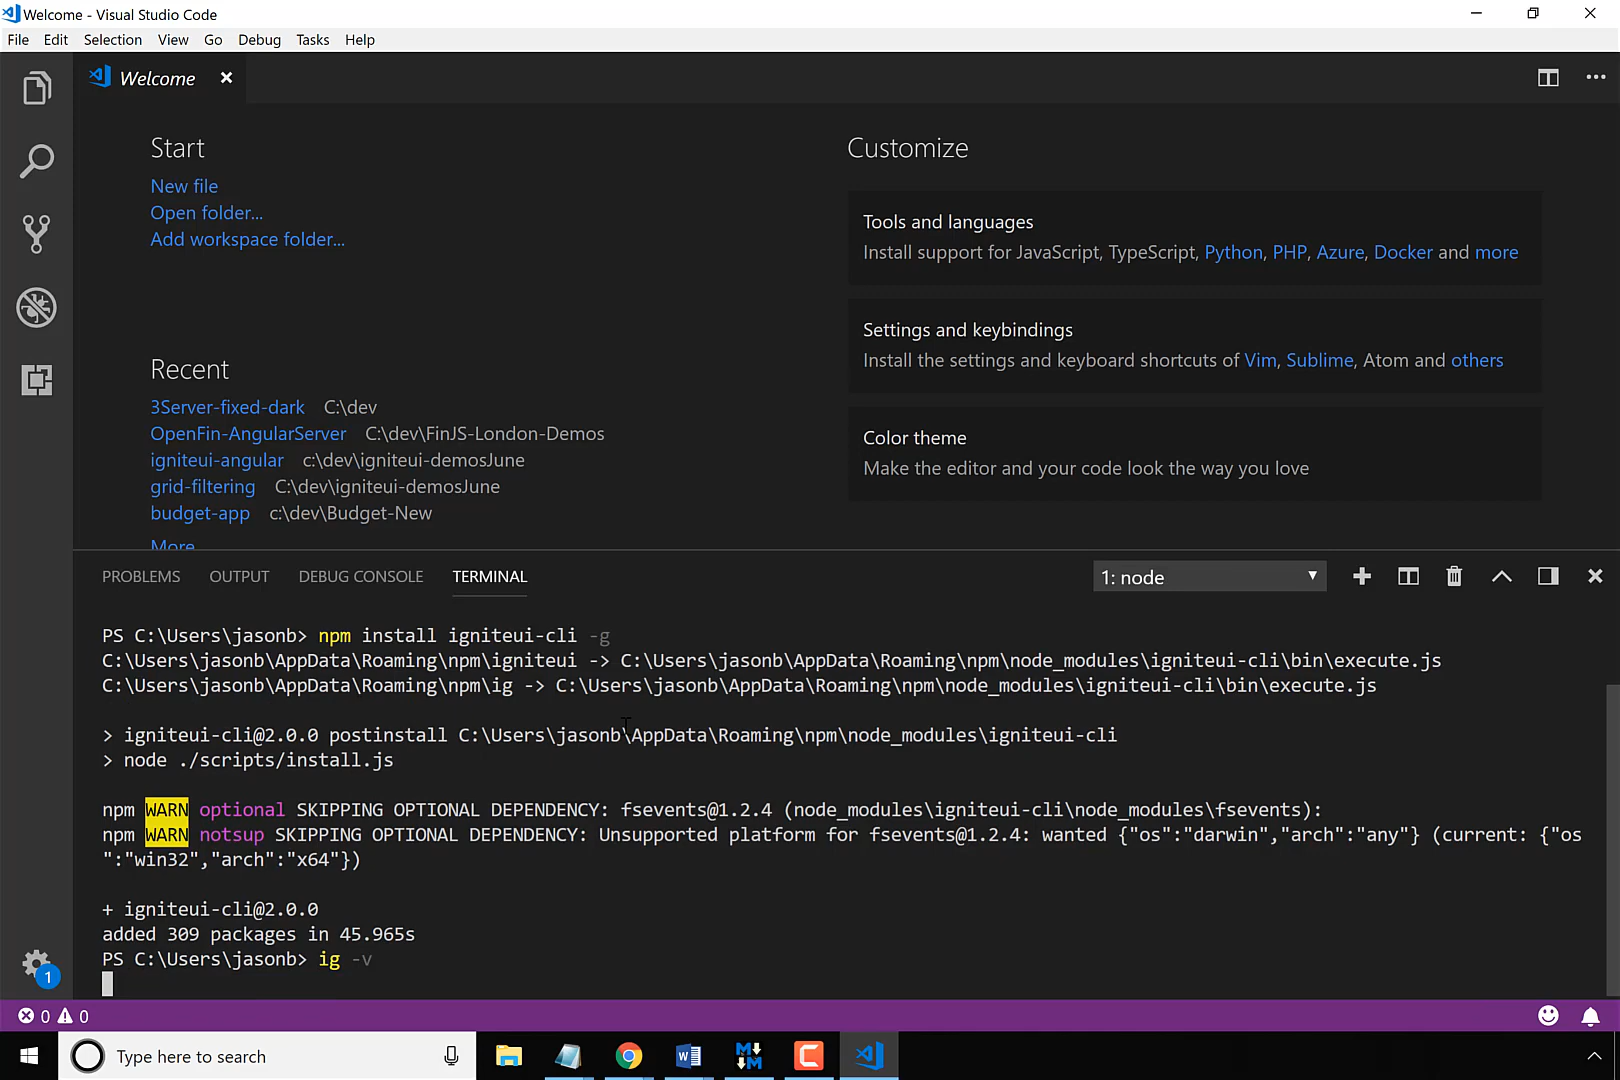 Welcome - Visual Studio Code
File Edit Selection View Go Debug Tasks Help
Welcome
Start
New file
Open folder...
Add workspace folder...
Recent
3Server-fixed-dark C:\dev
OpenFin-AngularServer C:\dev\FinJS-London-Demos
igniteui-angular c:\dev\igniteui-demosJune
grid-filtering C:\dev\igniteui-demosJune
budget-app c:\dev\Budget-New
More
Customize
Tools and languages
Install support for JavaScript, TypeScript, Python, PHP, Azure, Docker and more
Settings and keybindings
Install the settings and keyboard shortcuts of Vim, Sublime, Atom and others
Color theme
Make the editor and your code look the way you love
PROBLEMS OUTPUT DEBUG CONSOLE TERMINAL 1: node
PS C:\Users\jasonb> npm install igniteui-cli -g
C:\Users\jasonb\AppData\Roaming\npm\igniteui -> C:\Users\jasonb\AppData\Roaming\npm\node_modules\igniteui-cli\bin\execute.js
C:\Users\jasonb\AppData\Roaming\npm\ig -> C:\Users\jasonb\AppData\Roaming\npm\node_modules\igniteui-cli\bin\execute.js
> igniteui-cli@2.0.0 postinstall C:\Users\jasonb\AppData\Roaming\npm\node_modules\igniteui-cli
> node ./scripts/install.js
npm WARN optional SKIPPING OPTIONAL DEPENDENCY: fsevents@1.2.4 (node_modules\igniteui-cli\node_modules\fsevents):
npm WARN notsup SKIPPING OPTIONAL DEPENDENCY: Unsupported platform for fsevents@1.2.4: wanted {"os":"darwin","arch":"any"} (current: {"os
":"win32","arch":"x64"})
+ igniteui-cli@2.0.0
added 309 packages in 45.965s
PS C:\Users\jasonb> ig -v
1
0 0
Type here to search